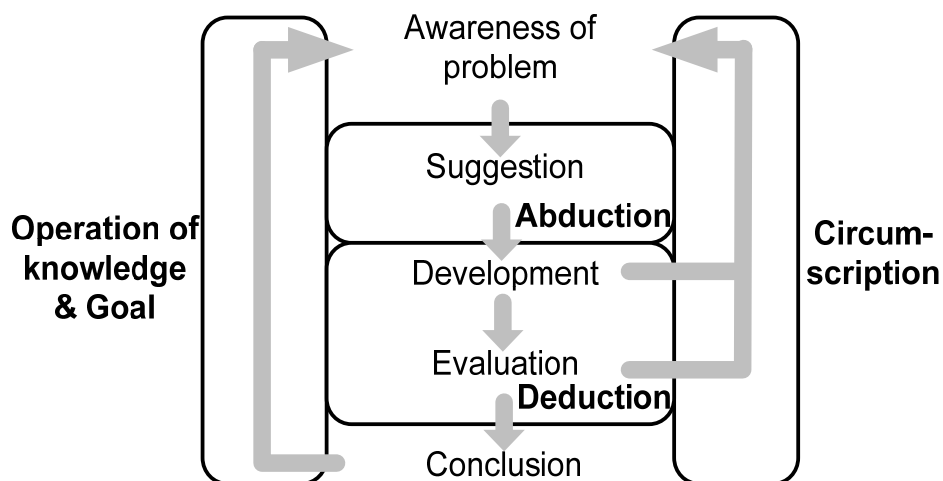 Awareness of
problem
Suggestion
Abduction
Operation of
knowledge
& Goal
Circum-
scription
Development
Evaluation
Deduction
Conclusion